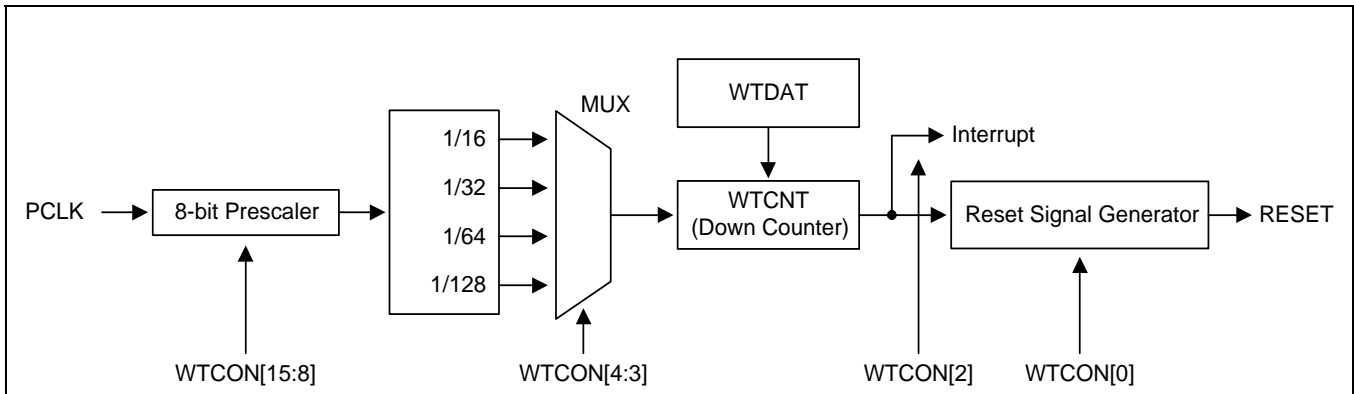 WTDAT
MUX
1/16
Interrupt
1/32
PCLK
8-bit Prescaler
WTCNT
(Down Counter)
Reset Signal Generator
RESET
1/64
1/128
WTCON[15:8]
WTCON[4:3]
WTCON[2]
WTCON[0]